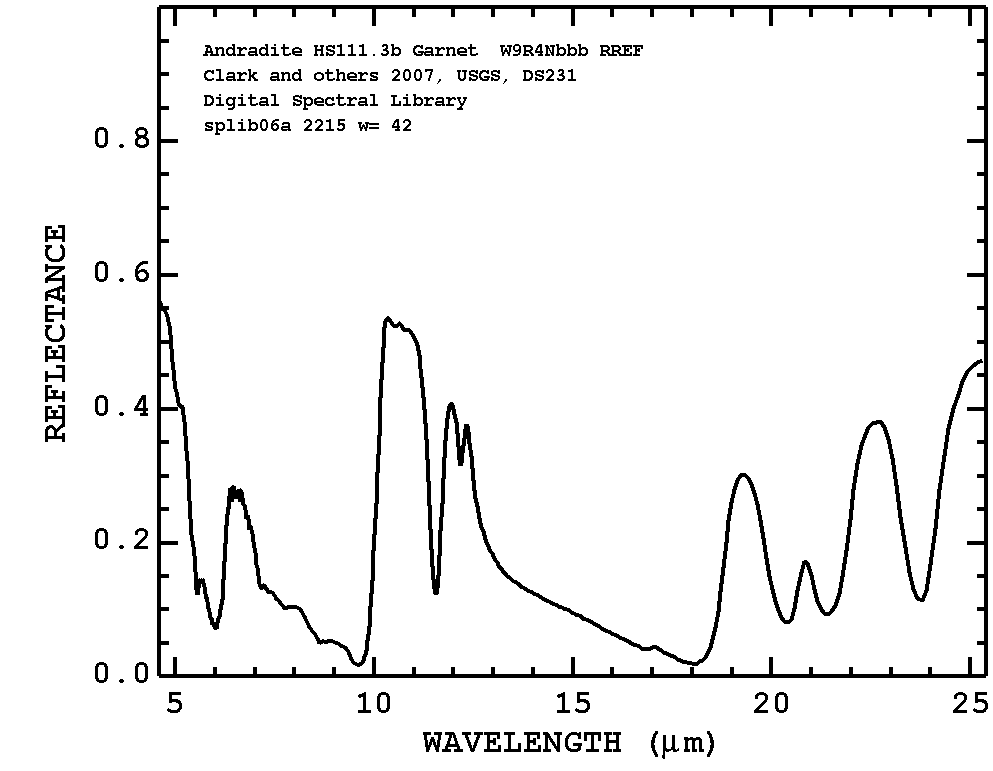 Andradite HS111.3b Garnet  W9R4Nbbb RREF
Clark and others 2007, USGS, DS231
Digital Spectral Library
splib06a 2215 w= 42
0.8
0.6
0.4
0.2
0.0
REFLECTANCE
5 10 15 20 25
WAVELENGTH (μm)